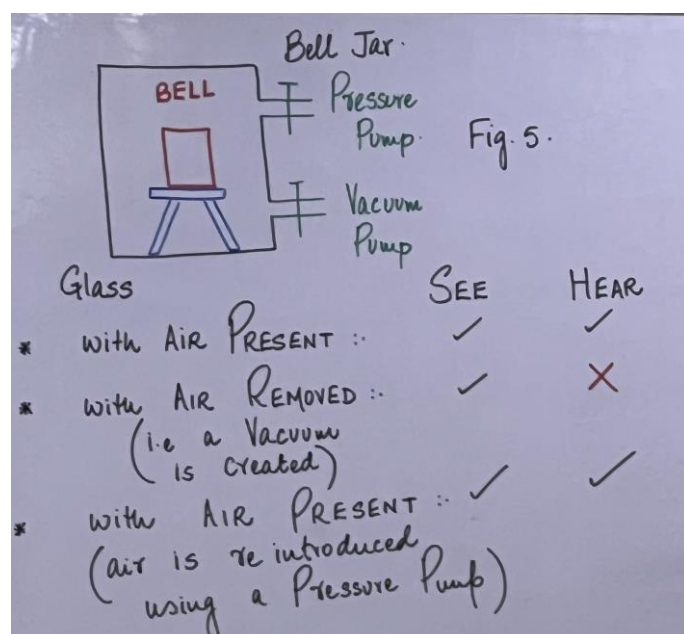 Bell Jar.
BELL
Pressure
Pump.
Fig. 5.
Vacuum
Pump
Glass
SEE HEAR
* with AIR PRESENT :- ✓ ✓
* with AIR REMOVED :- ✓ ✗
(i.e a Vacuum
is created)
* with AIR PRESENT :- ✓ ✓
(air is re introduced
using a Pressure Pump)